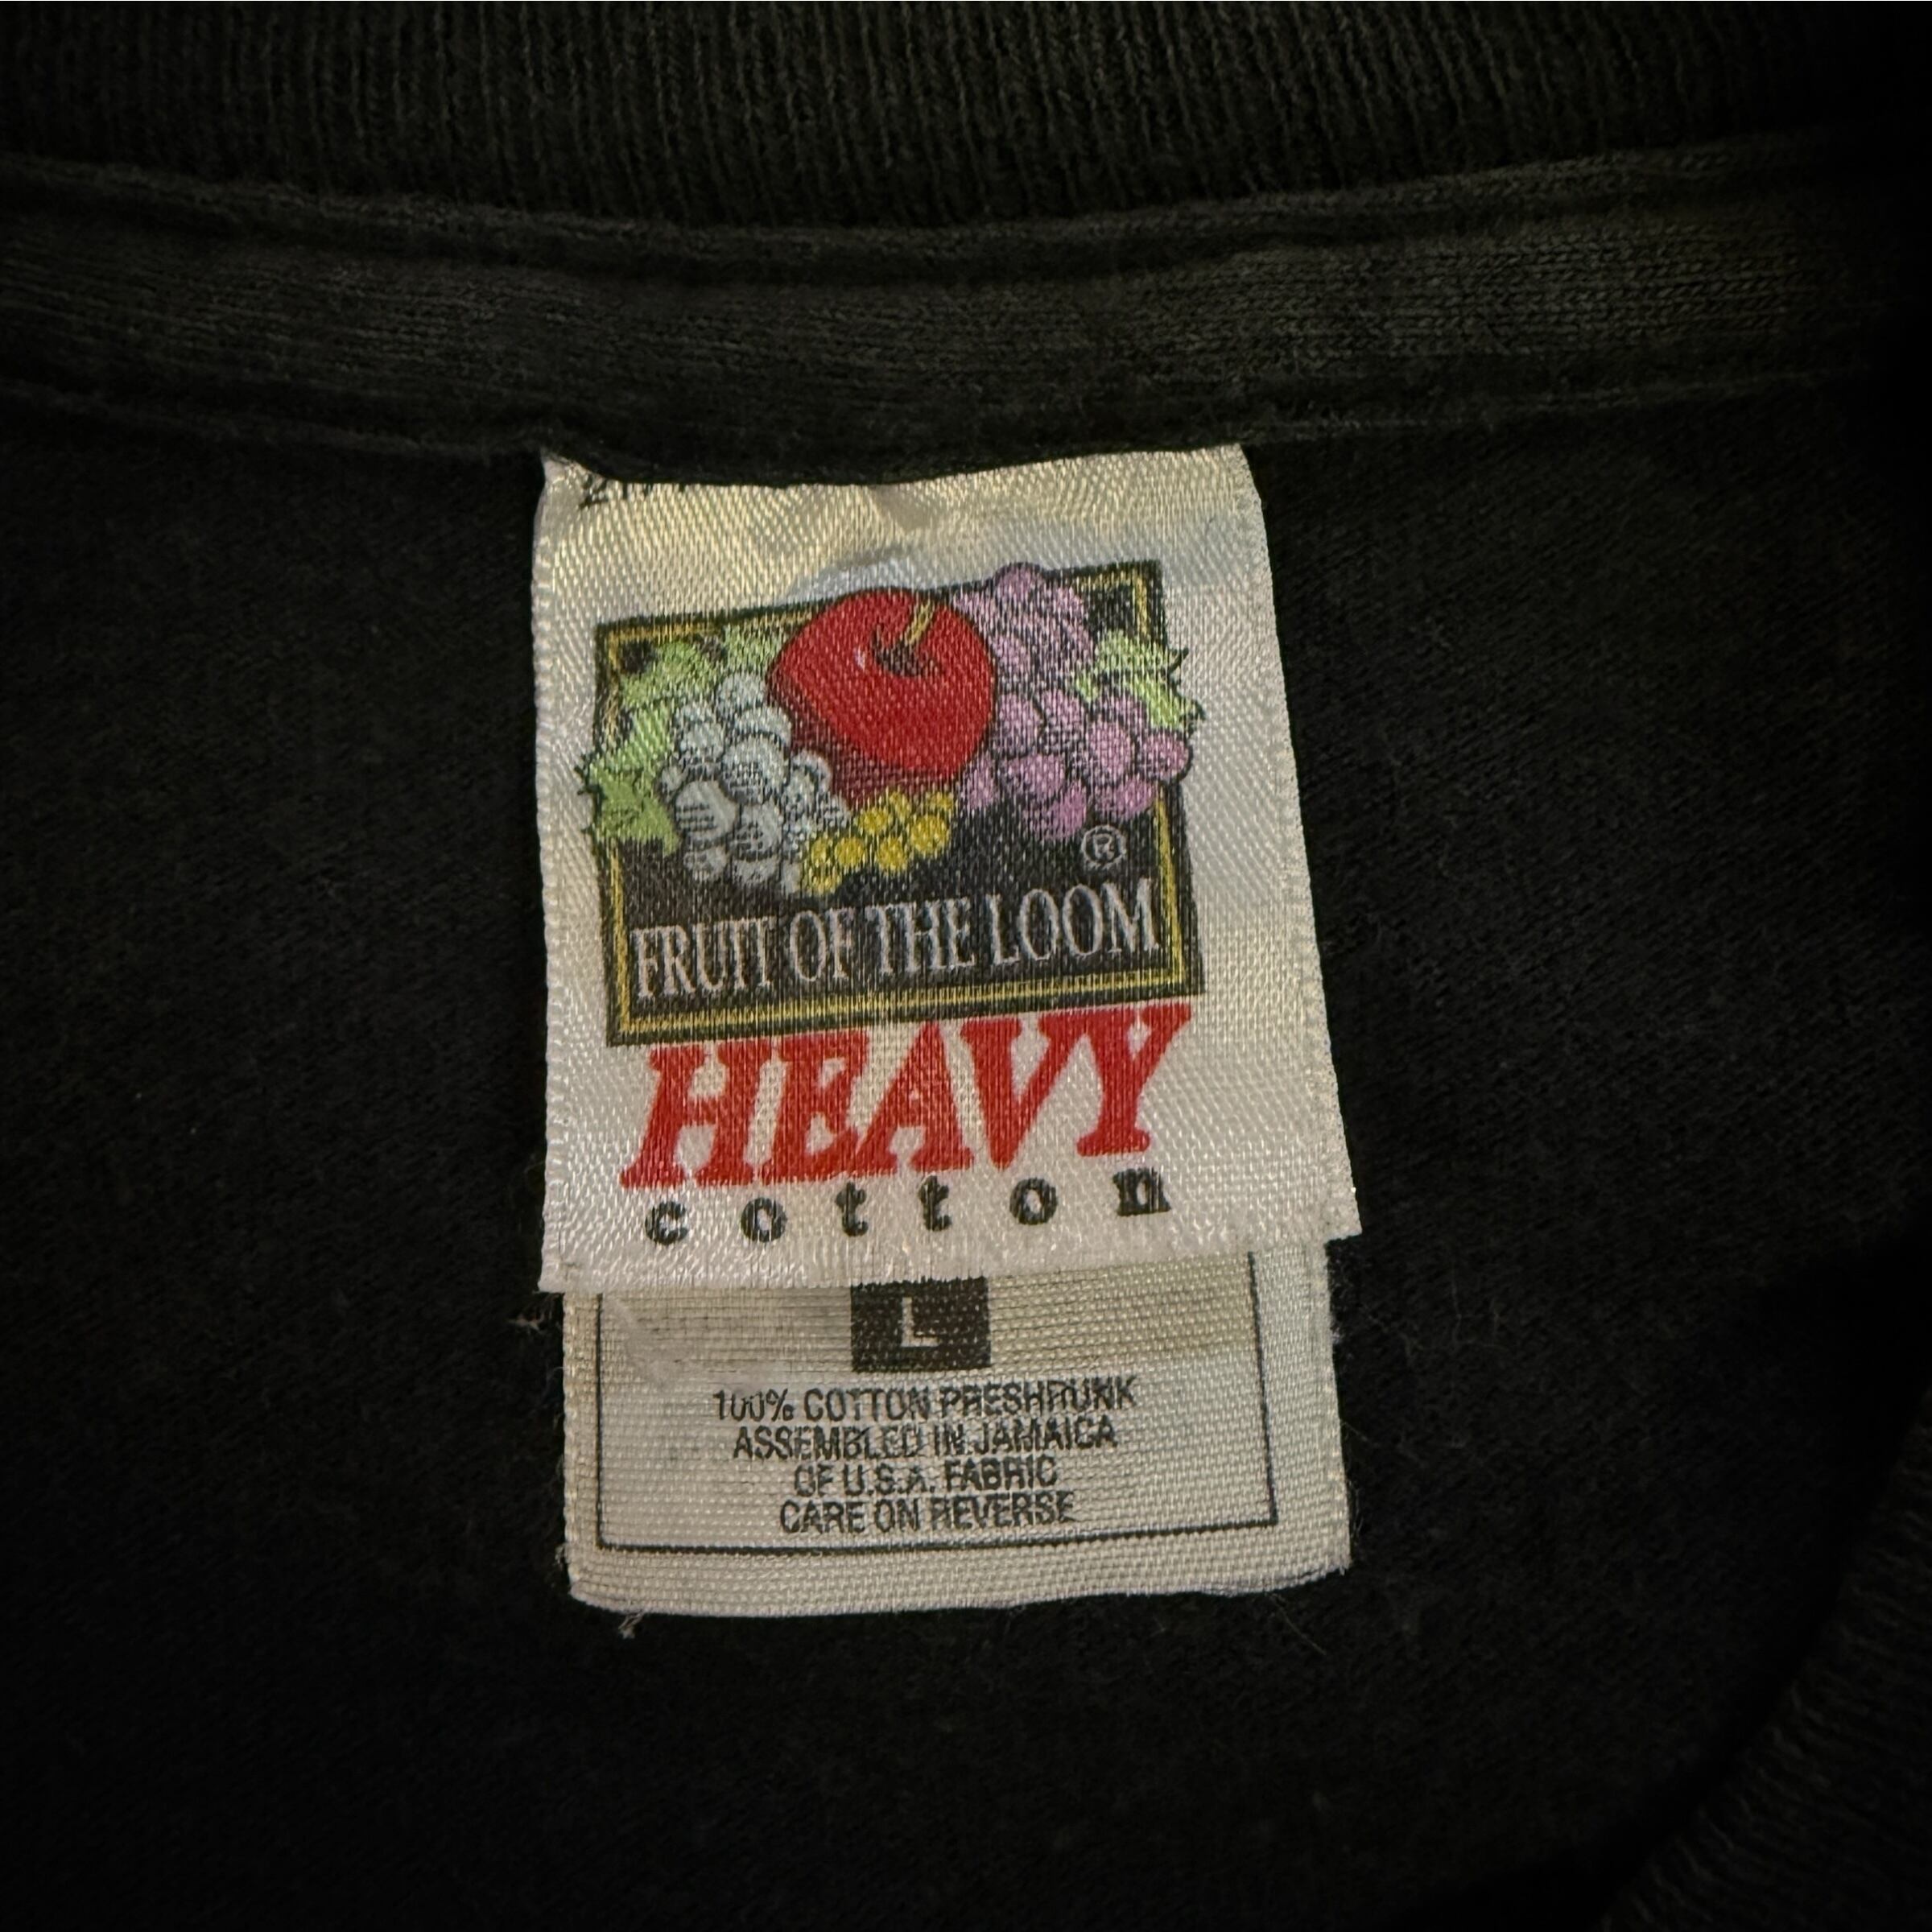 ®
FRUIT OF THE LOOM
HEAVY
cotton
L
100% COTTON PRESHRUNK
ASSEMBLED IN JAMAICA
OF U.S.A. FABRIC
CARE ON REVERSE